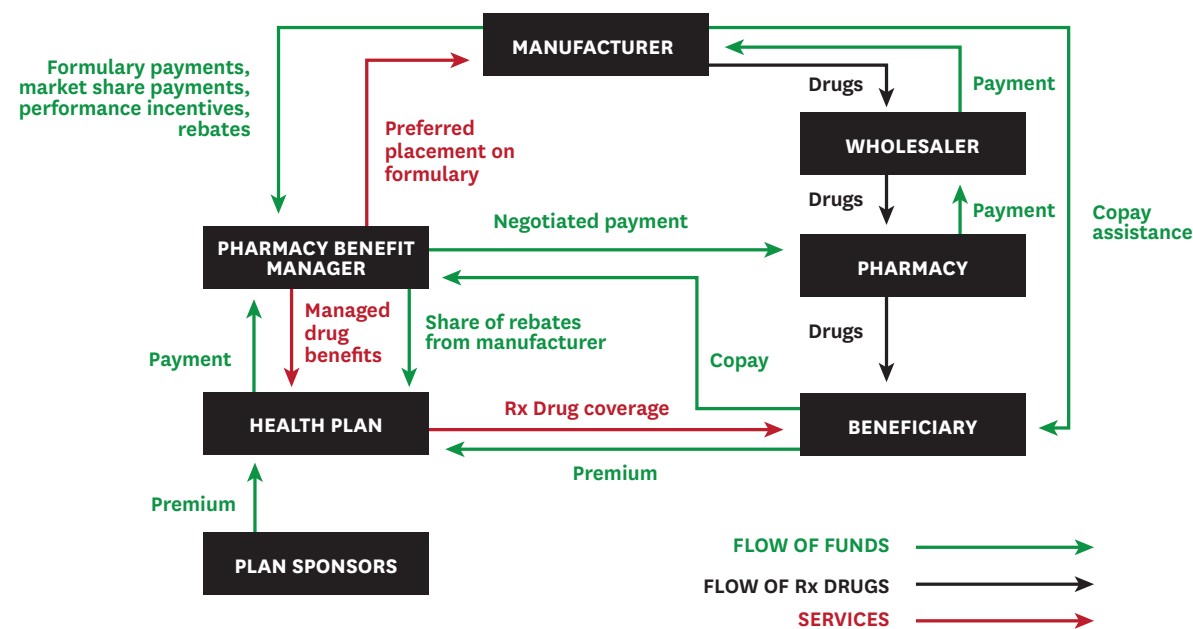 MANUFACTURER
Formulary payments,
market share payments,
performance incentives,
rebates
Preferred
placement on
formulary
Drugs
Payment
WHOLESALER
Drugs
Payment
Copay
assistance
Negotiated payment
PHARMACY BENEFIT
MANAGER
PHARMACY
Managed
drug
benefits
Share of rebates
from manufacturer
Drugs
Payment
Copay
HEALTH PLAN
Rx Drug coverage
BENEFICIARY
Premium
Premium
PLAN SPONSORS
FLOW OF FUNDS
FLOW OF Rx DRUGS
SERVICES